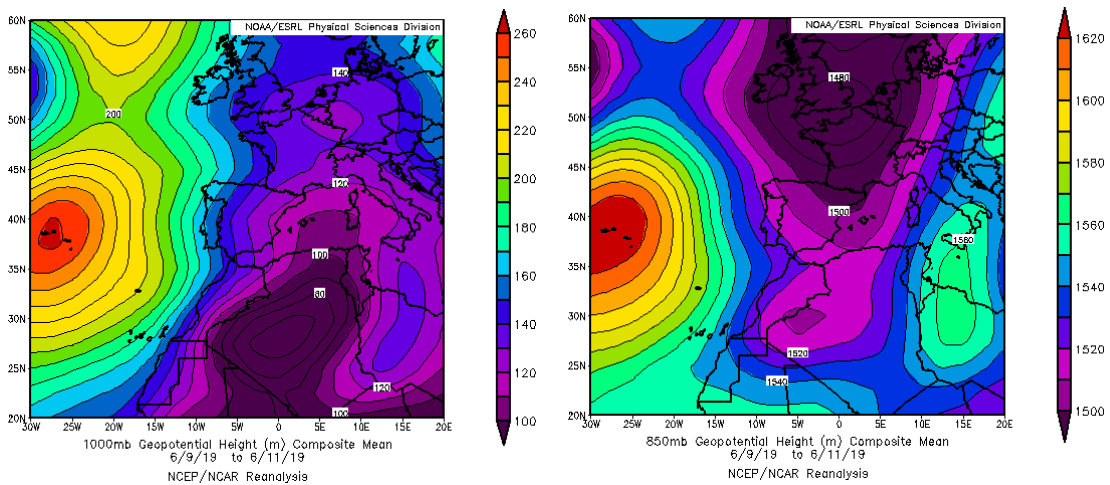 NOAA/ESRL Physical Sciences Division
60N
55N
50N
45N
40N
35N
30N
25N
20N
30W 25W 20W 15W 10W 5W 0 5E 10E 15E 20E
140
200
120
100
80
120
100
260
240
220
200
180
160
140
120
100
1000mb Geopotential Height (m) Composite Mean
6/9/19 to 6/11/19
NCEP/NCAR Reanalysis
NOAA/ESRL Physical Sciences Division
60N
55N
50N
45N
40N
35N
30N
25N
20N
30W 25W 20W 15W 10W 5W 0 5E 10E 15E 20E
1480
1500
1560
1520
1540
1620
1600
1580
1560
1540
1520
1500
850mb Geopotential Height (m) Composite Mean
6/9/19 to 6/11/19
NCEP/NCAR Reanalysis